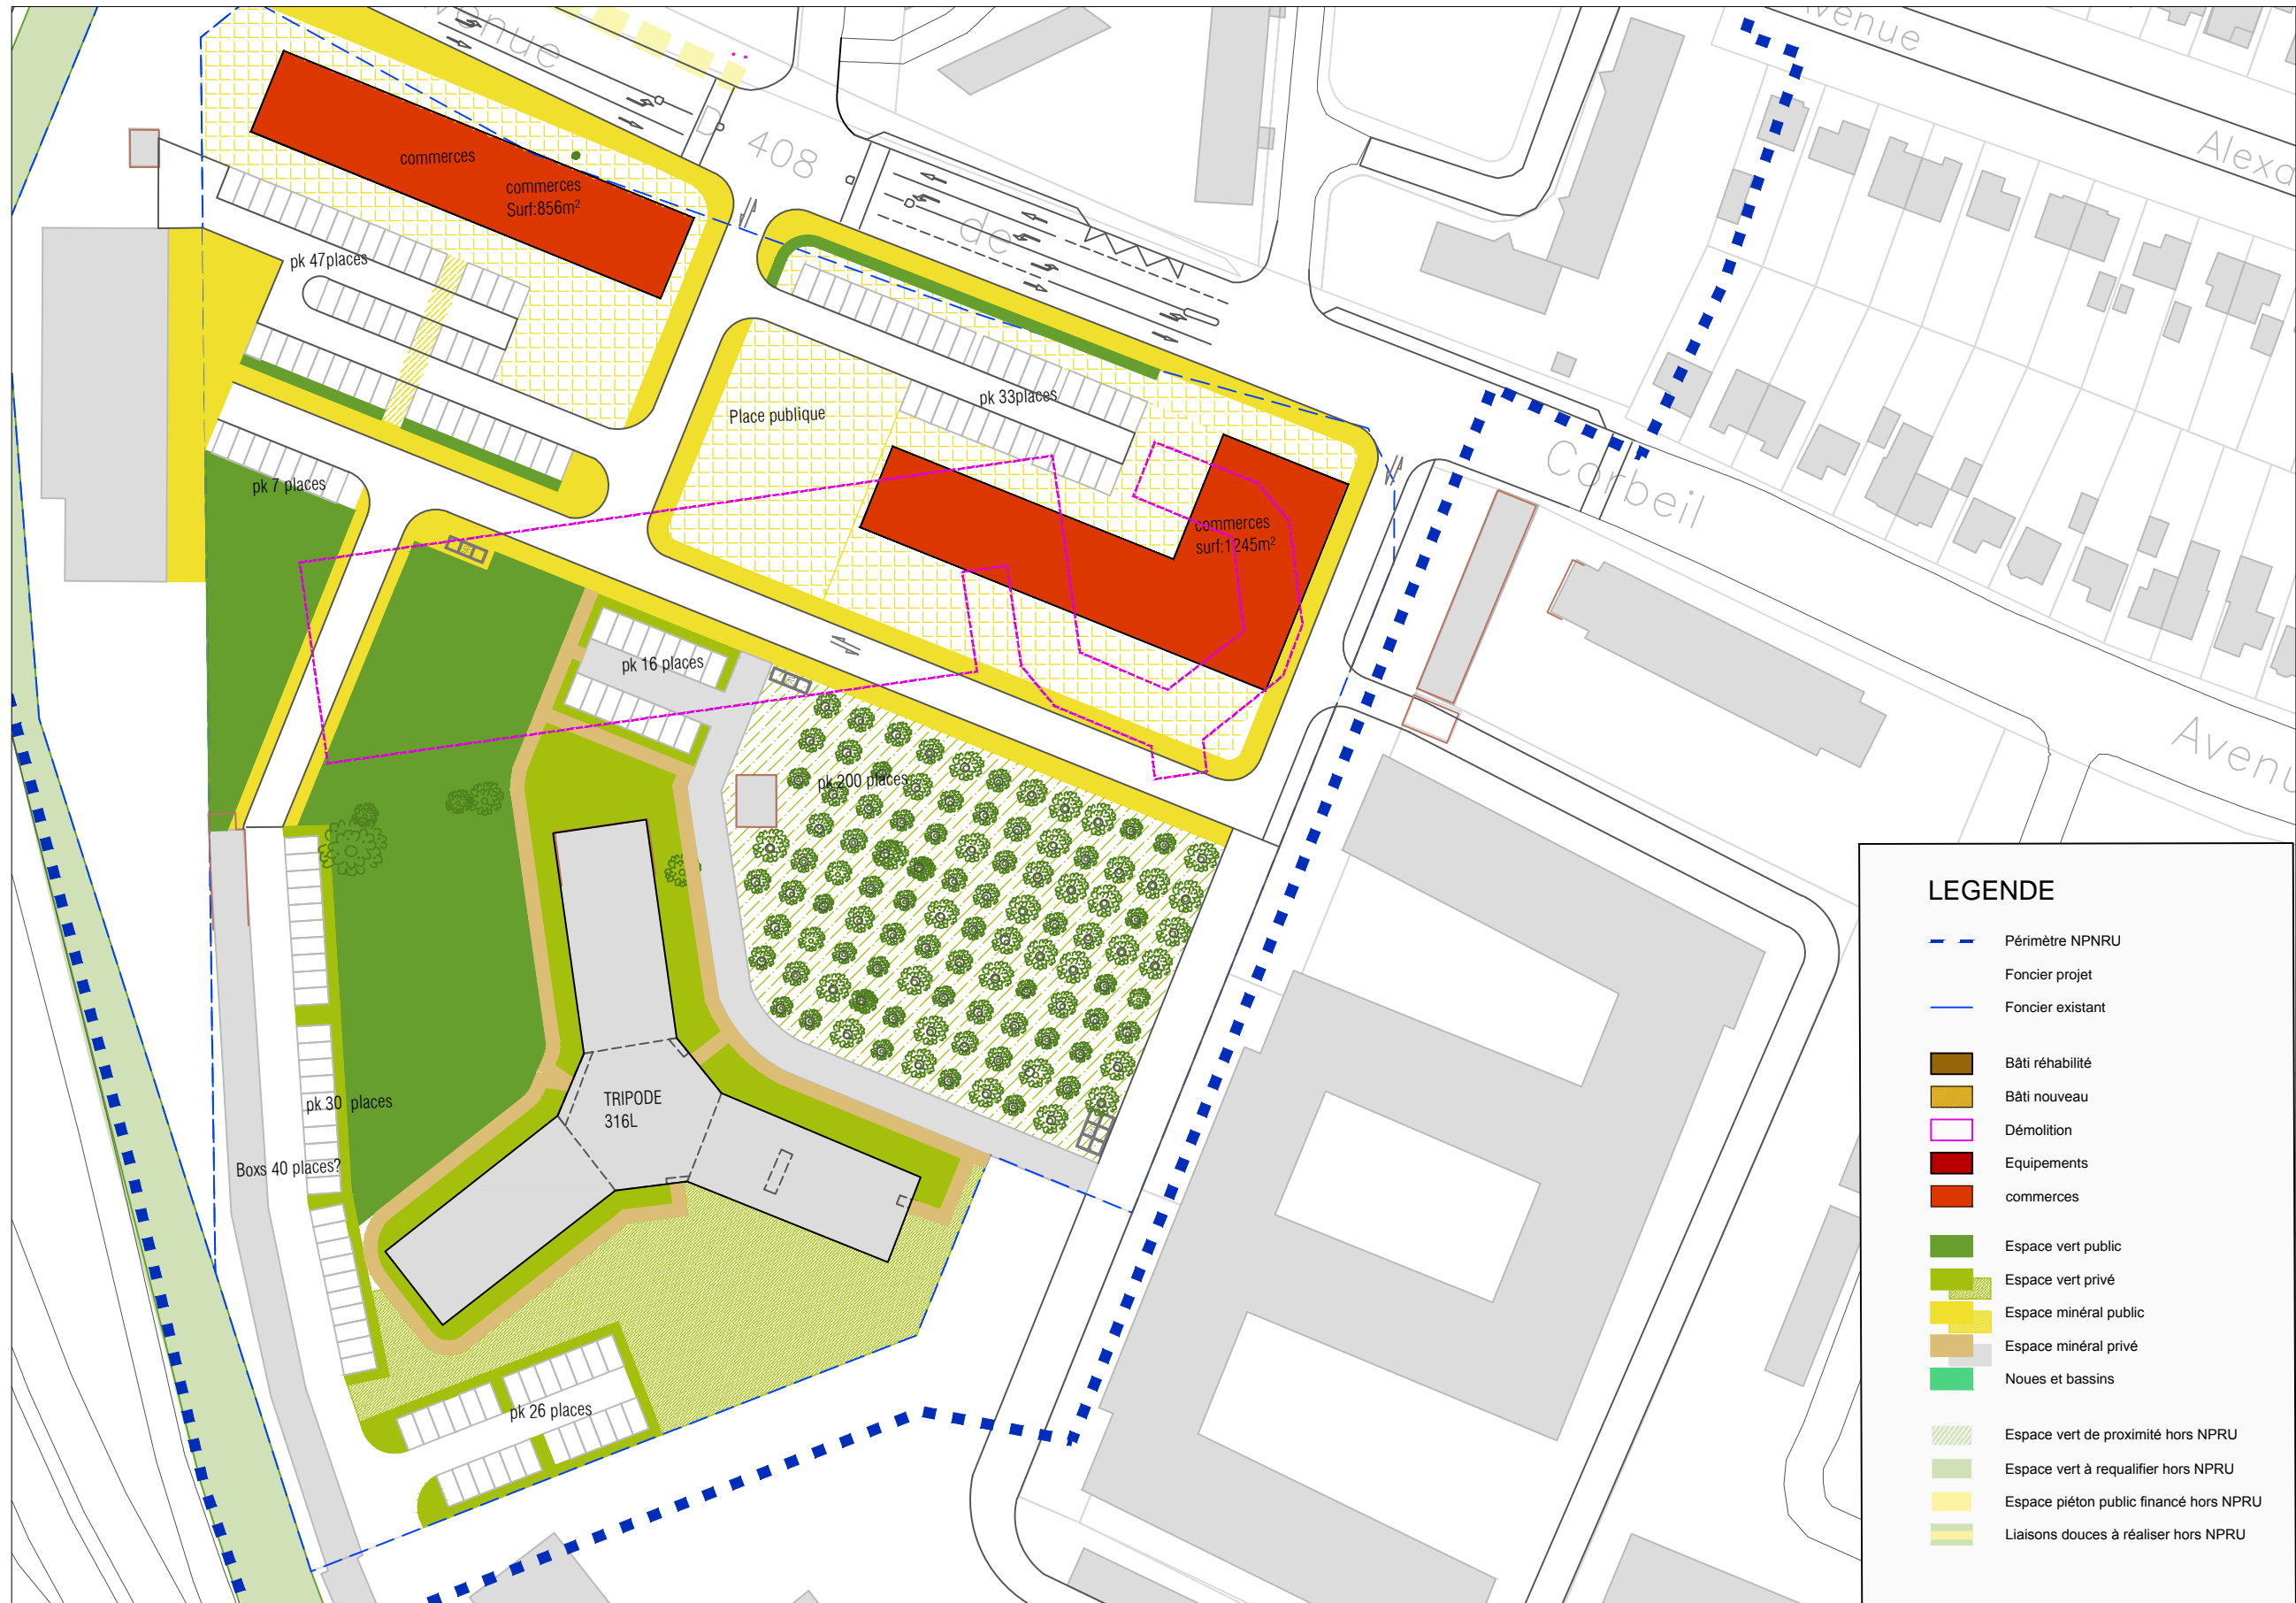 venue
D 408
de
Corbeil
Avenue
Alexa
Avenu
commerces
commerces
Surf:856m²
pk 47places
pk 33places
Place publique
pk 7 places
commerces
surf:1245m²
pk 16 places
pk 200 places
TRIPODE
316L
pk 30 places
Boxs 40 places?
pk 26 places
LEGENDE
Périmètre NPNRU
Foncier projet
Foncier existant
Bâti réhabilité
Bâti nouveau
Démolition
Equipements
commerces
Espace vert public
Espace vert privé
Espace minéral public
Espace minéral privé
Noues et bassins
Espace vert de proximité hors NPRU
Espace vert à requalifier hors NPRU
Espace piéton public financé hors NPRU
Liaisons douces à réaliser hors NPRU